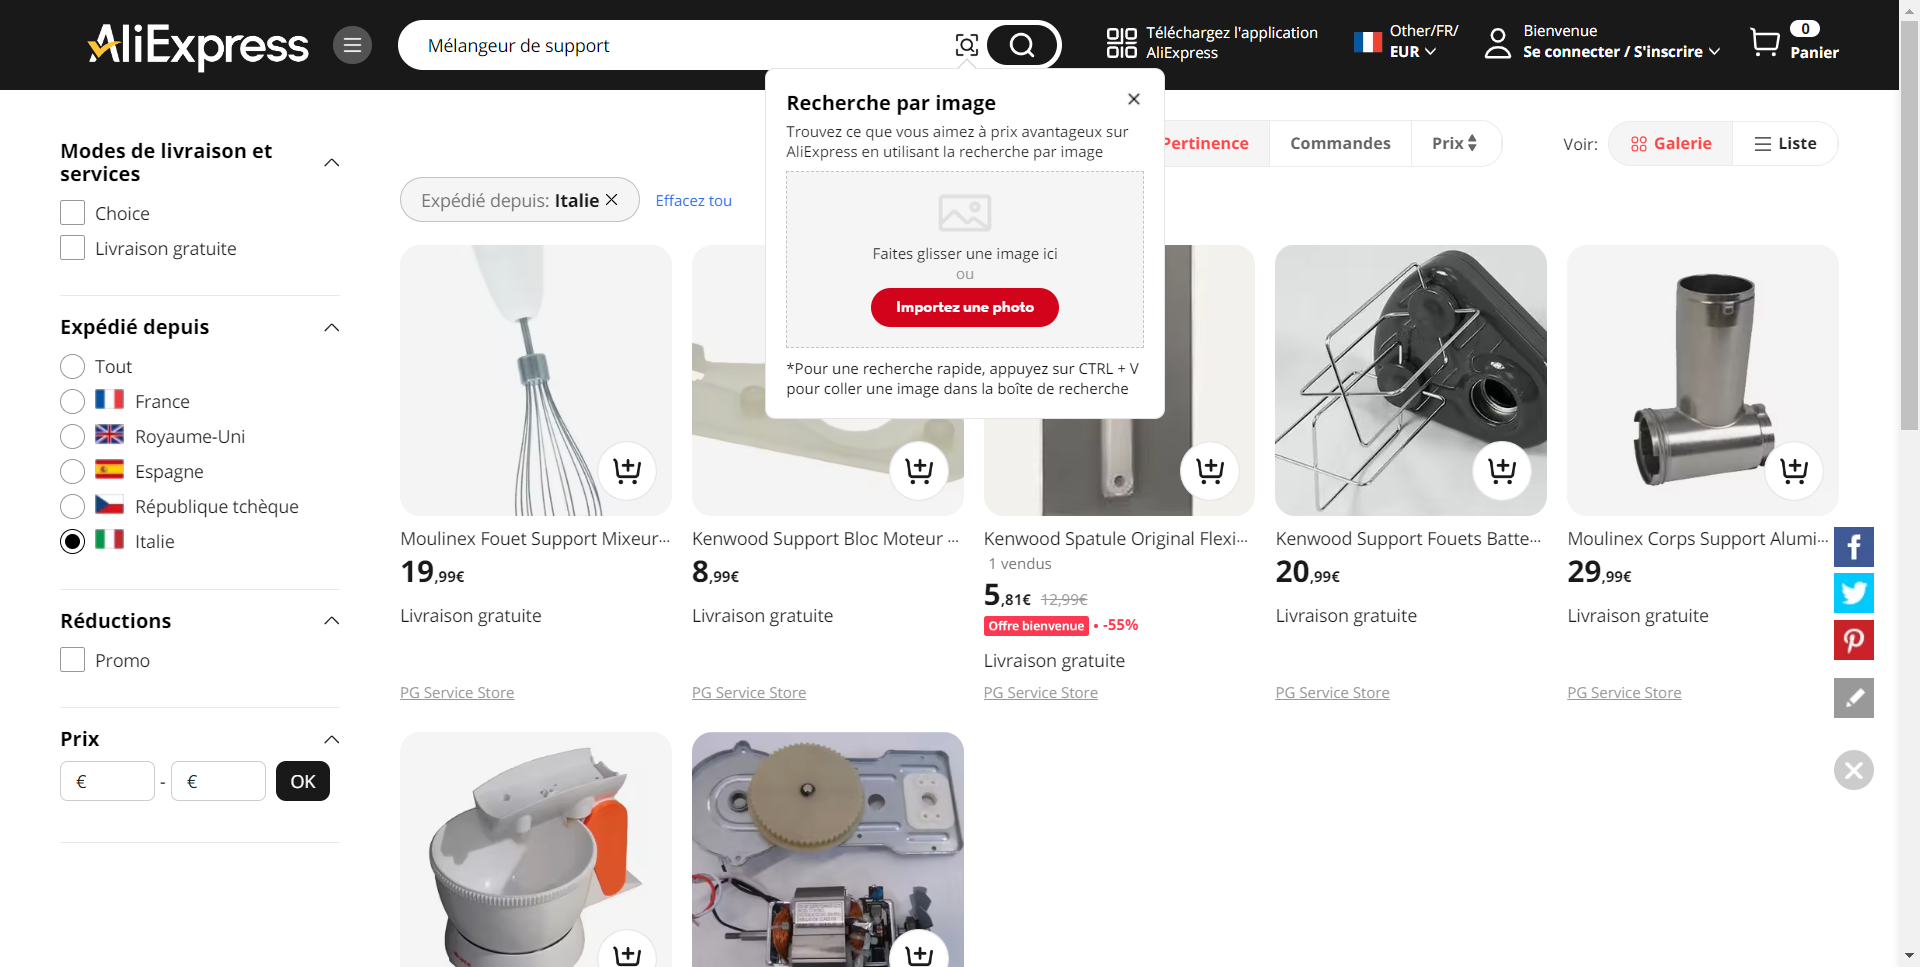 AliExpress
Mélangeur de support
Téléchargez l'application
AliExpress
Other/FR/
EUR
Bienvenue
Se connecter / S'inscrire
0
Panier
Recherche par image
Trouvez ce que vous aimez à prix avantageux sur
AliExpress en utilisant la recherche par image
Faites glisser une image ici
ou
Importez une photo
*Pour une recherche rapide, appuyez sur CTRL + V
pour coller une image dans la boîte de recherche
Pertinence
Commandes
Prix
Voir:
Galerie
Liste
Expédié depuis: Italie
Effacez tou
Modes de livraison et
services
Choice
Livraison gratuite
Expédié depuis
Tout
France
Royaume-Uni
Espagne
République tchèque
Italie
Réductions
Promo
Prix
€ - € OK
Moulinex Fouet Support Mixeur...
19,99€
Livraison gratuite
PG Service Store
Kenwood Support Bloc Moteur ...
8,99€
Livraison gratuite
PG Service Store
Kenwood Spatule Original Flexi...
1 vendus
5,81€ 12,99€
Offre bienvenue • -55%
Livraison gratuite
PG Service Store
Kenwood Support Fouets Batte...
20,99€
Livraison gratuite
PG Service Store
Moulinex Corps Support Alumi...
29,99€
Livraison gratuite
PG Service Store